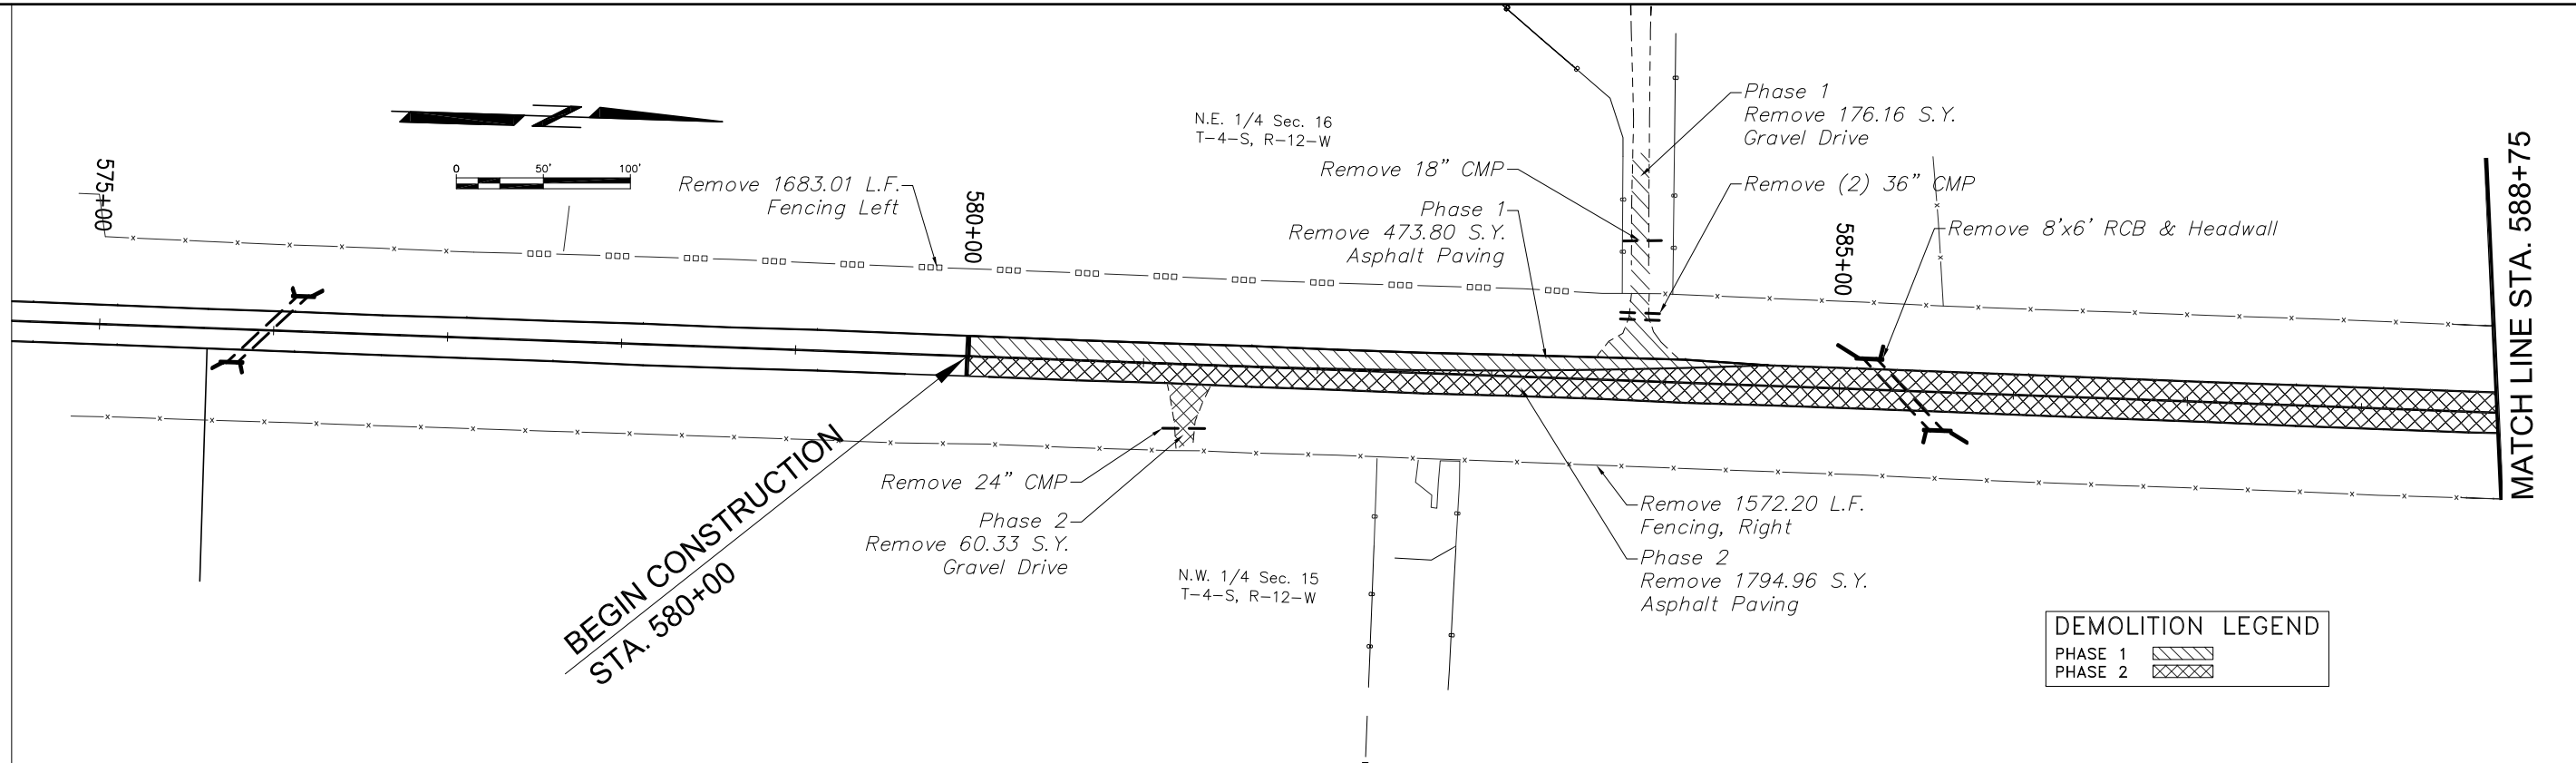 575+00
0 50' 100'
Remove 1683.01 L.F.
Fencing Left
580+00
N.E. 1/4 Sec. 16
T-4-S, R-12-W
Remove 18" CMP
Phase 1
Remove 473.80 S.Y.
Asphalt Paving
Phase 1
Remove 176.16 S.Y.
Gravel Drive
Remove (2) 36" CMP
585+00
Remove 8'x6' RCB & Headwall
MATCH LINE STA. 588+75
BEGIN CONSTRUCTION
STA. 580+00
Remove 24" CMP
Phase 2
Remove 60.33 S.Y.
Gravel Drive
N.W. 1/4 Sec. 15
T-4-S, R-12-W
Remove 1572.20 L.F.
Fencing, Right
Phase 2
Remove 1794.96 S.Y.
Asphalt Paving
DEMOLITION LEGEND
PHASE 1
PHASE 2